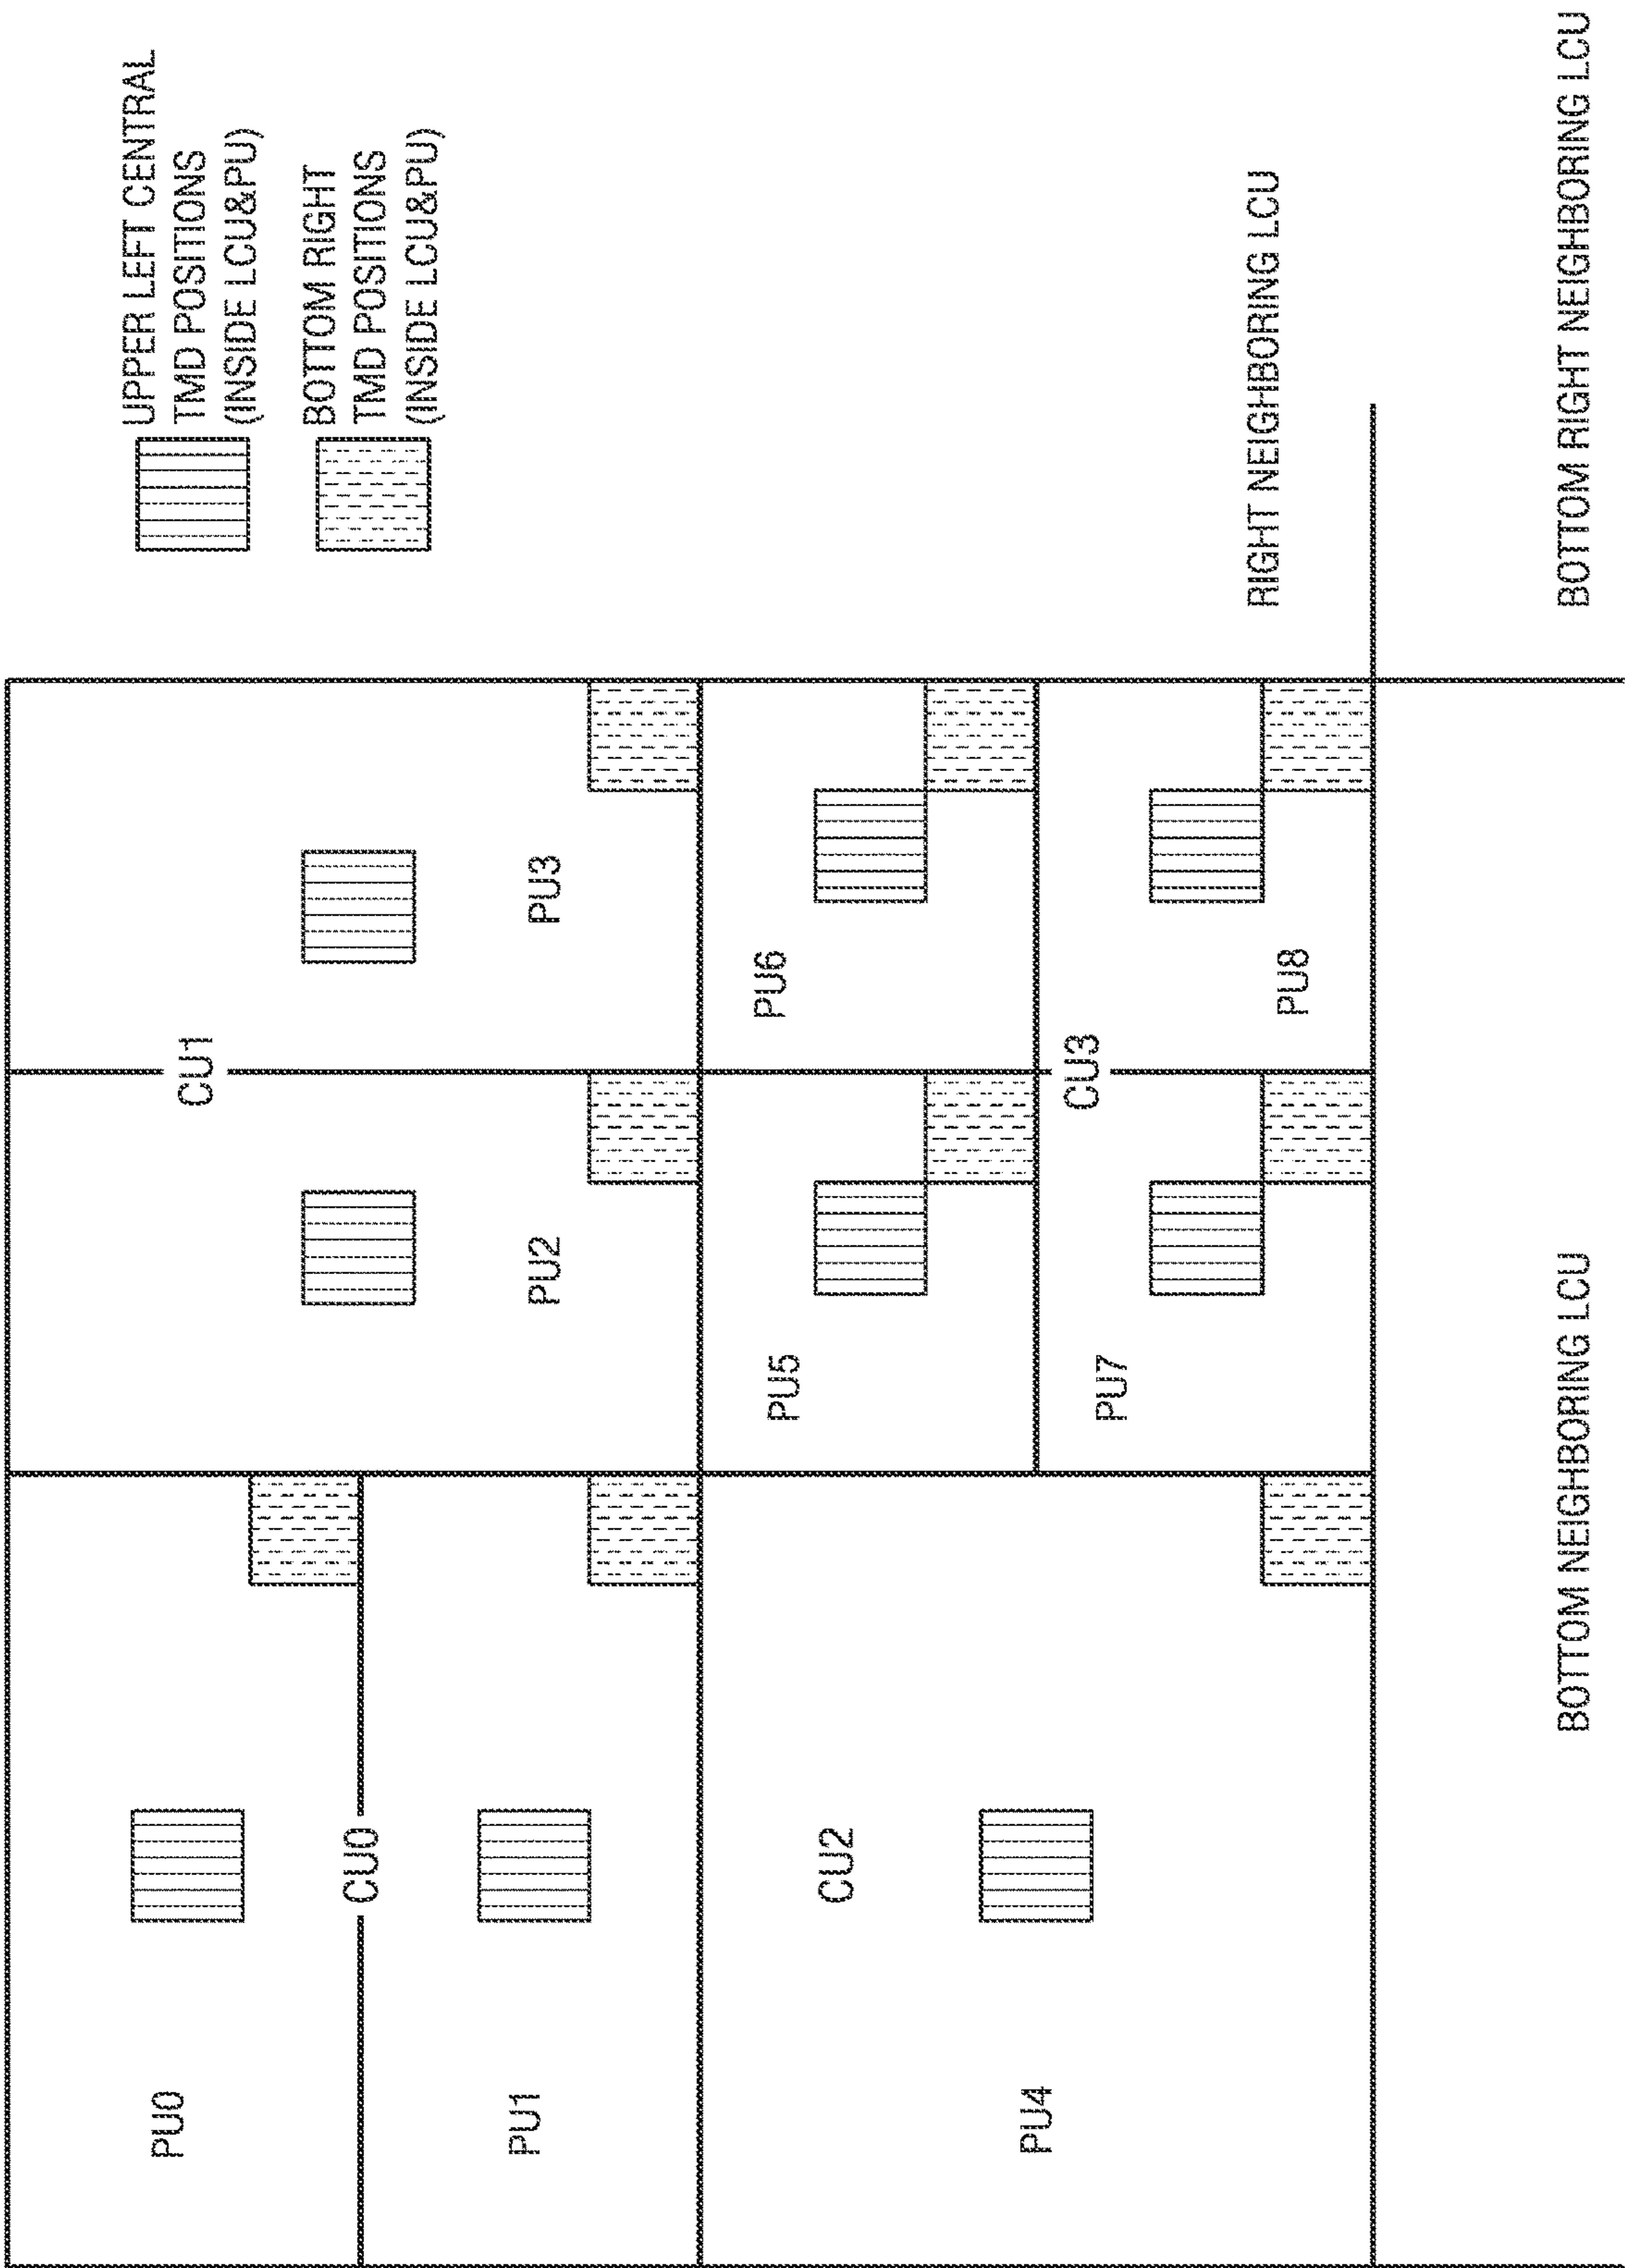 UPPER LEFT CENTRAL
TMD POSITIONS
(INSIDE LCU&PU)
BOTTOM RIGHT
TMD POSITIONS
(INSIDE LCU&PU)
PU0
CU0
PU1
CU1
PU2
PU3
CU2
PU4
PU5
PU6
CU3
PU7
PU8
RIGHT NEIGHBORING LCU
BOTTOM NEIGHBORING LCU
BOTTOM RIGHT NEIGHBORING LCU